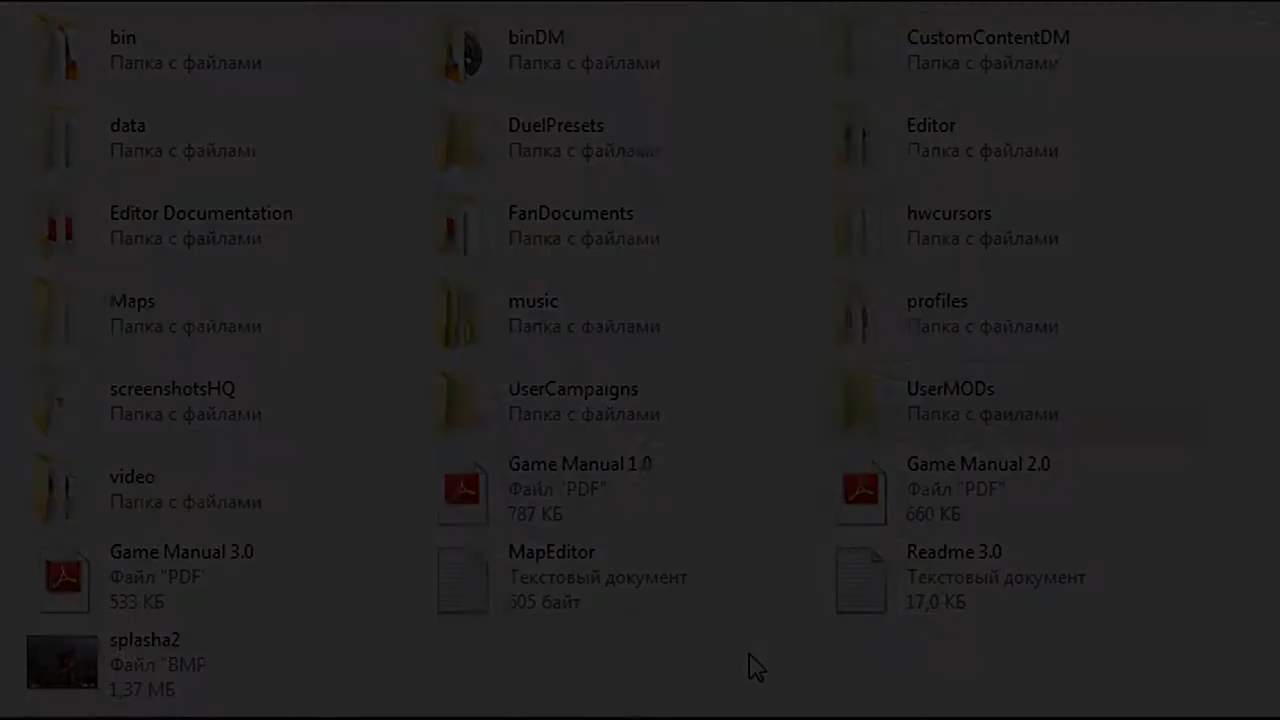 bin
Папка с файлами
binDM
Папка с файлами
CustomContentDM
Папка с файлами
data
Папка с файлами
DuelPresets
Папка с файлами
Editor
Папка с файлами
Editor Documentation
Папка с файлами
FanDocuments
Папка с файлами
hwcursors
Папка с файлами
Maps
Папка с файлами
music
Папка с файлами
profiles
Папка с файлами
screenshotsHQ
Папка с файлами
UserCampaigns
Папка с файлами
UserMODs
Папка с файлами
video
Папка с файлами
Game Manual 1.0
Файл "PDF"
787 КБ
Game Manual 2.0
Файл "PDF"
660 КБ
Game Manual 3.0
Файл "PDF"
533 КБ
MapEditor
Текстовый документ
605 байт
Readme 3.0
Текстовый документ
17,0 КБ
splasha2
Файл "BMP
1,37 МБ